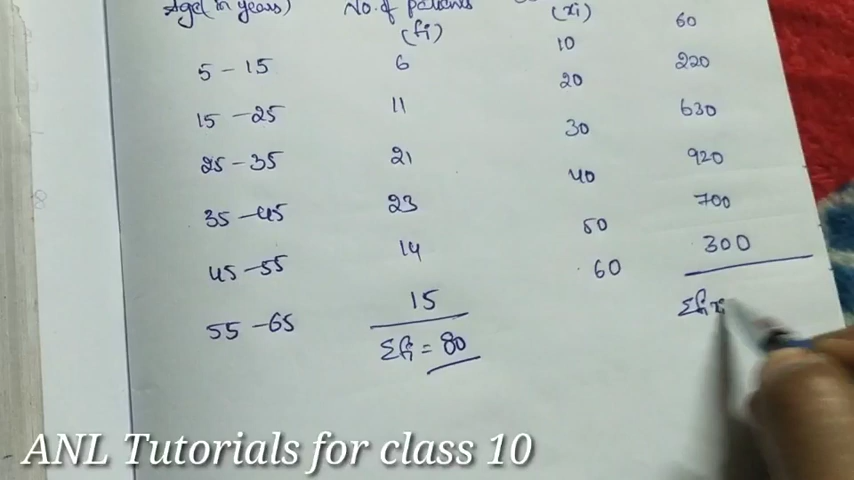 Age(in years) No. of patients
(fi) (xi) 60
5 - 15 6 10 220
15 - 25 11 20 630
25 - 35 21 30 920
35 - 45 23 40 700
45 - 55 14 50 300
55 - 65 15 60 Σfixi
Σfi = 80
ANL Tutorials for class 10